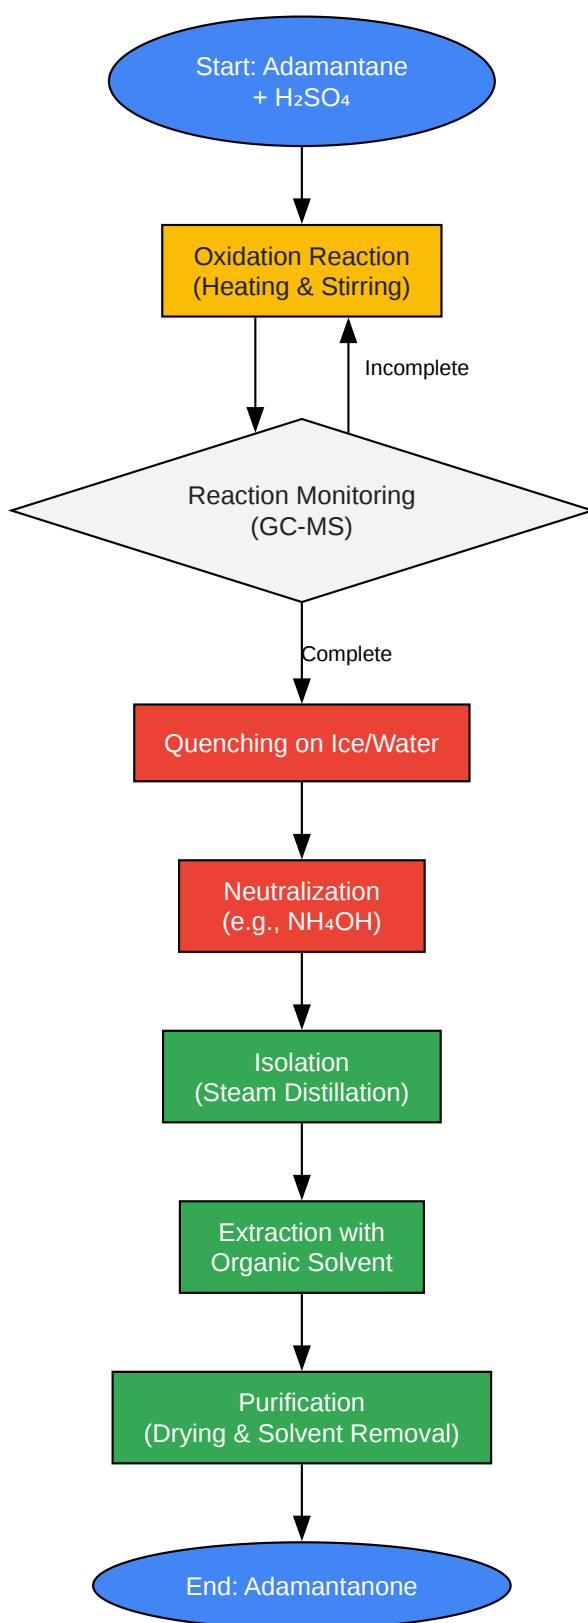 Start: Adamantane
+ H₂SO₄
Oxidation Reaction
(Heating & Stirring)
Incomplete
Reaction Monitoring
(GC-MS)
Complete
Quenching on Ice/Water
Neutralization
(e.g., NH₄OH)
Isolation
(Steam Distillation)
Extraction with
Organic Solvent
Purification
(Drying & Solvent Removal)
End: Adamantanone